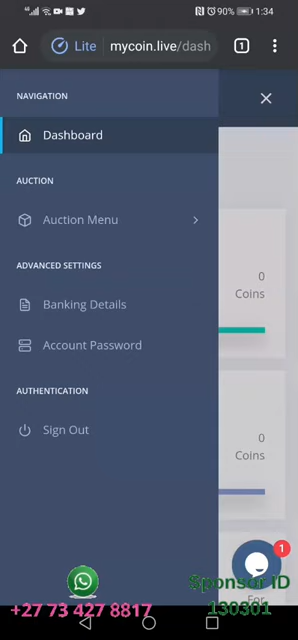 90% 1:34
Lite mycoin.live/dash 1
NAVIGATION
Dashboard
AUCTION
Auction Menu
0
Coins
ADVANCED SETTINGS
Banking Details
Account Password
AUTHENTICATION
0
Coins
Sign Out
1
Sponsor ID
130301
For
+27 73 427 8817